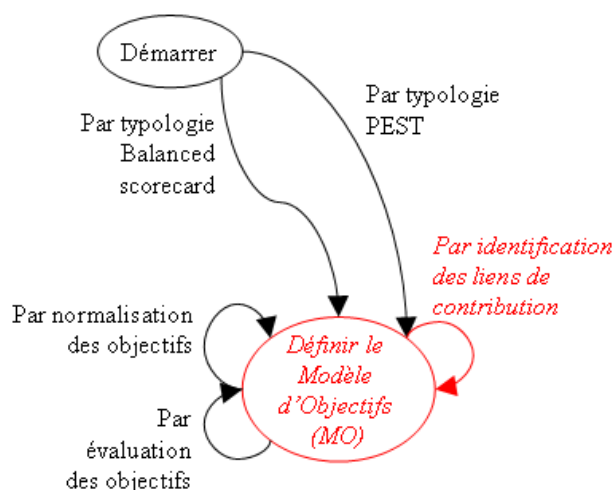 Démarrer
Par typologie
PEST
Par typologie
Balanced
scorecard
Par identification
des liens de
contribution
Par normalisation
des objectifs
Définir le
Modèle
d'Objectifs
(MO)
Par
évaluation
des objectifs